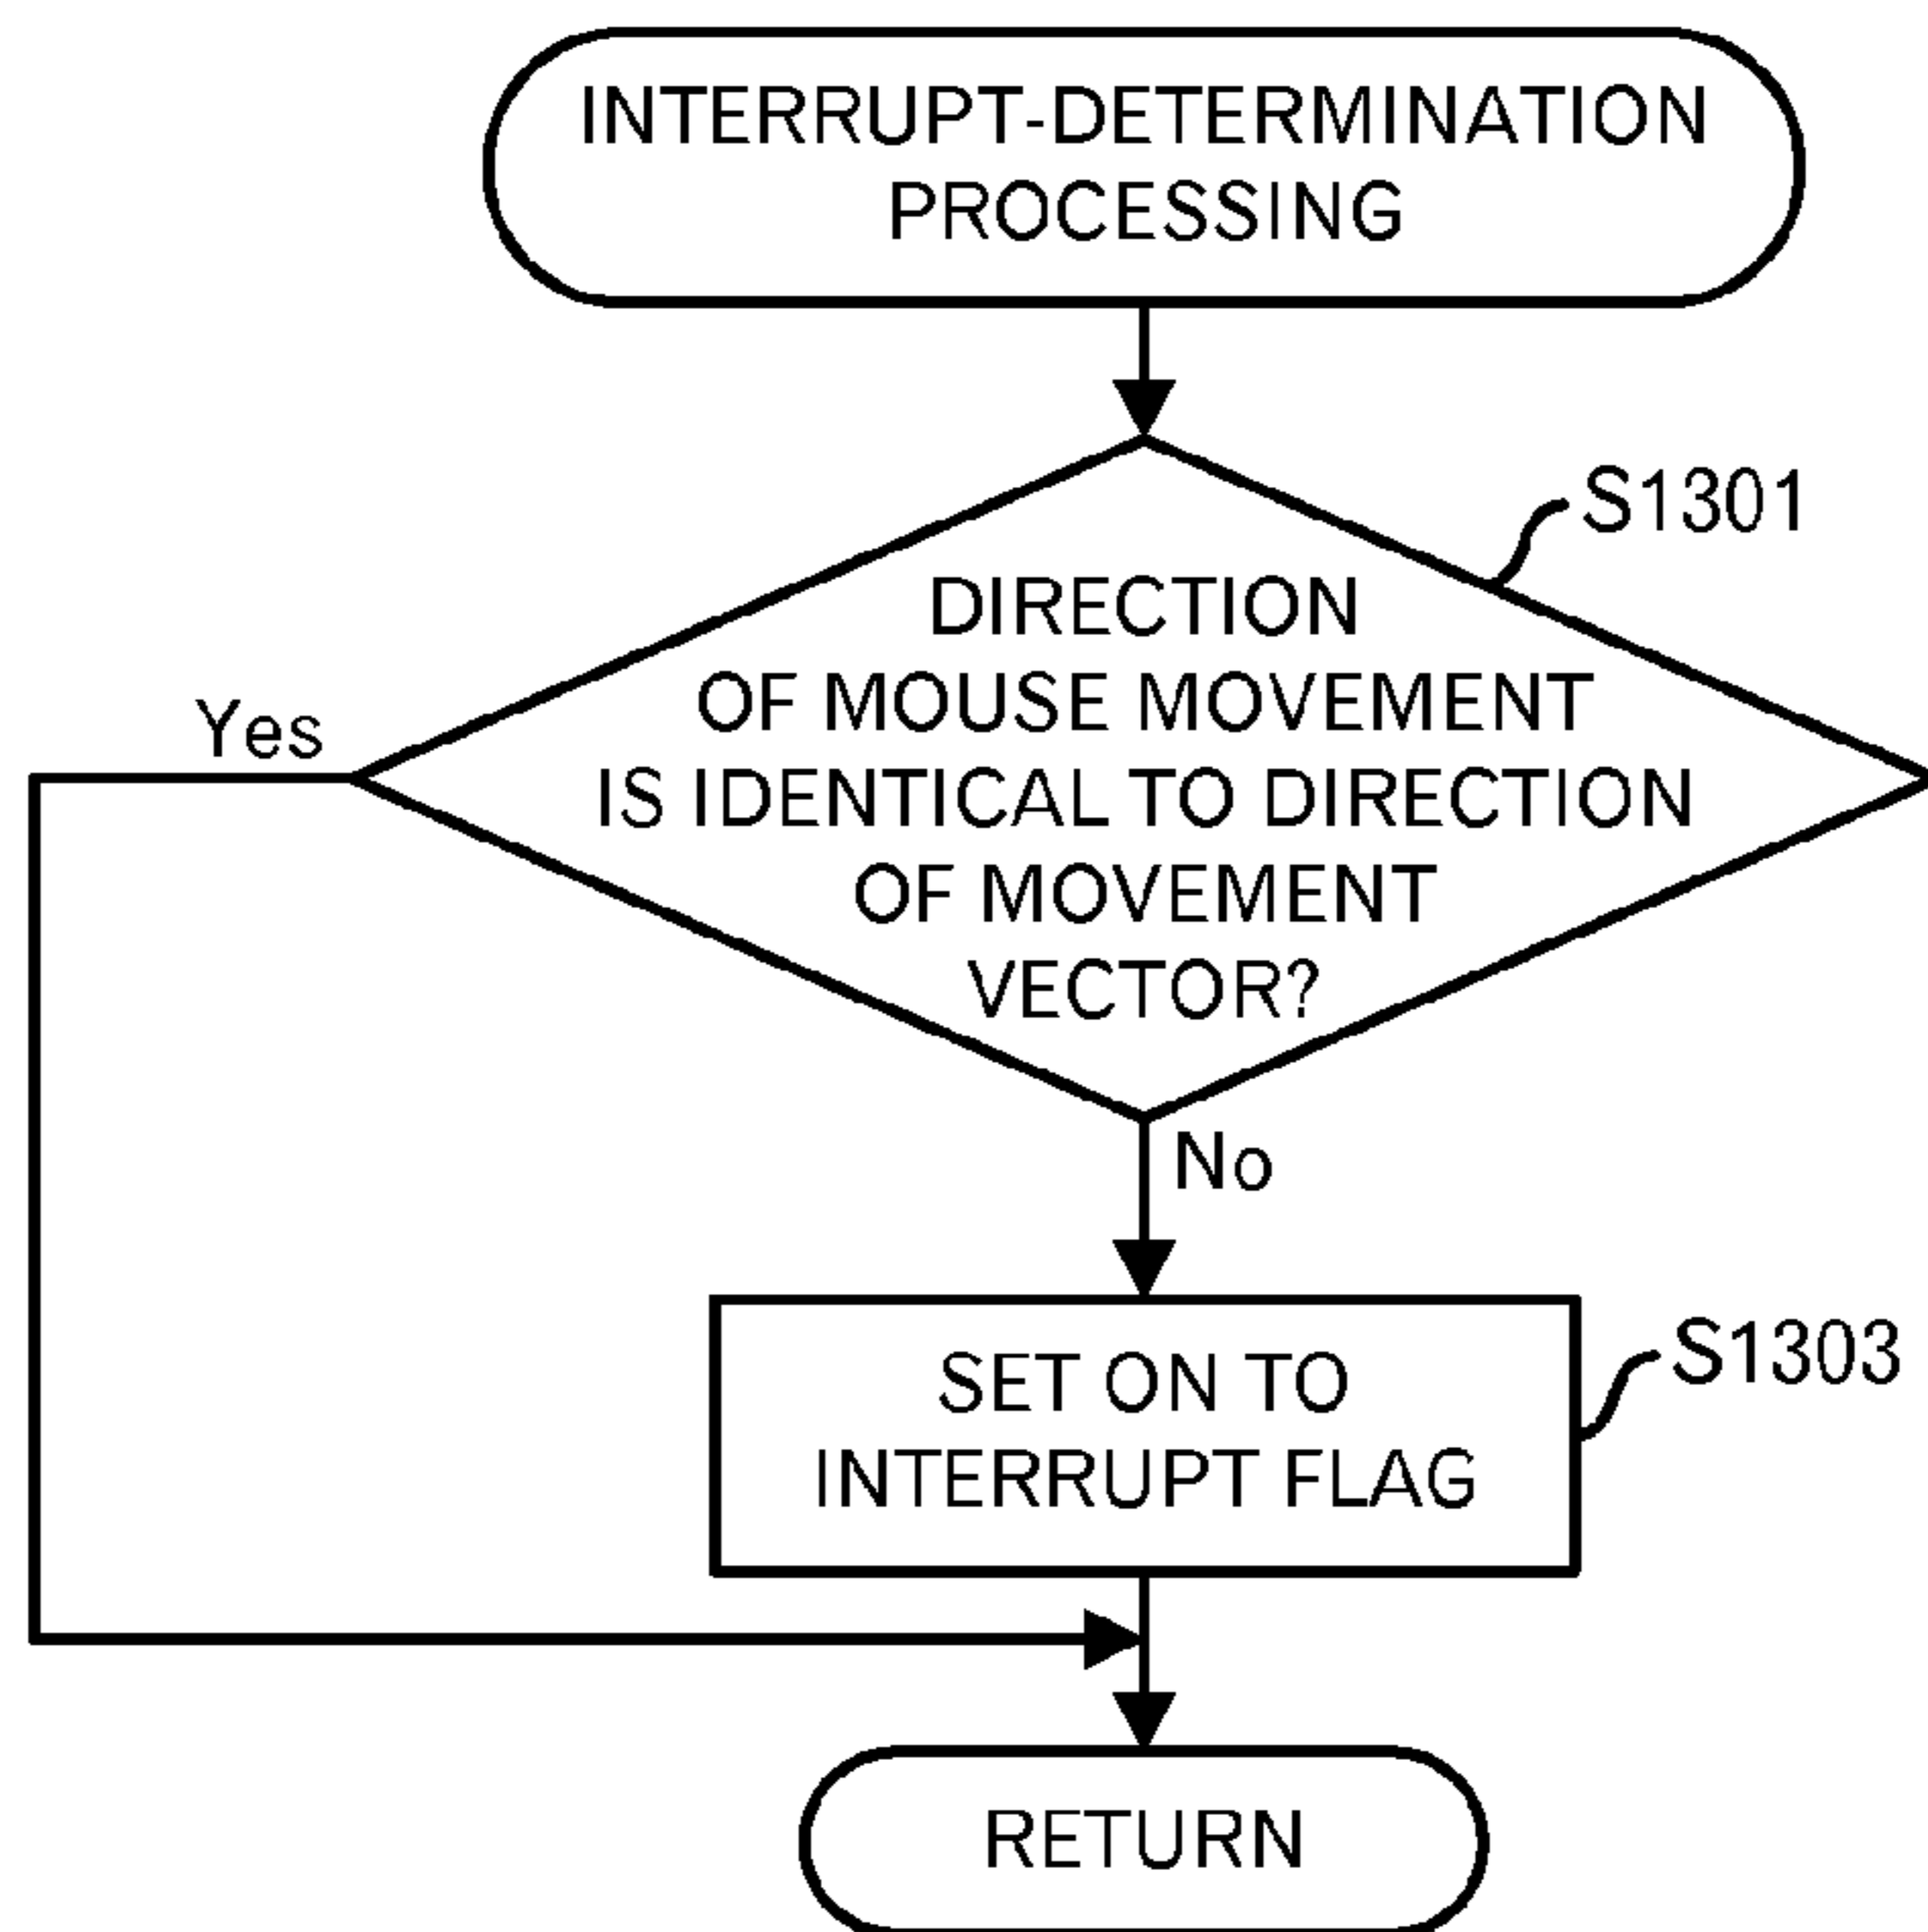 INTERRUPT-DETERMINATION
PROCESSING
S1301
DIRECTION
OF MOUSE MOVEMENT
IS IDENTICAL TO DIRECTION
OF MOVEMENT
VECTOR?
Yes
No
SET ON TO
INTERRUPT FLAG
S1303
RETURN